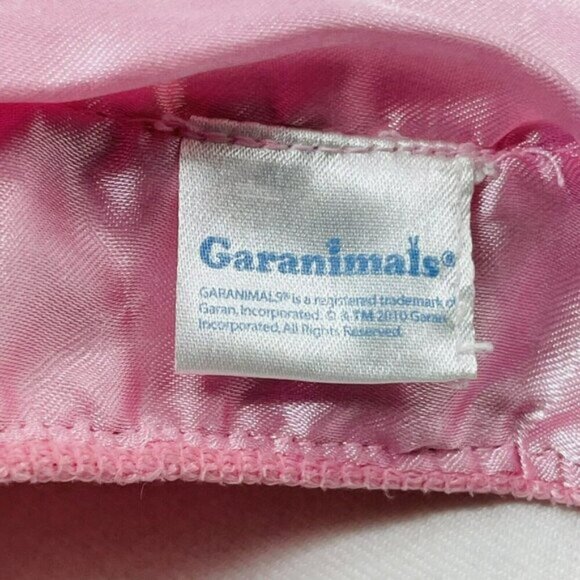 Garanimals®
GARANIMALS® is a registered trademark of
Garan, Incorporated. © & TM 2010 Garan
Incorporated, All Rights Reserved.